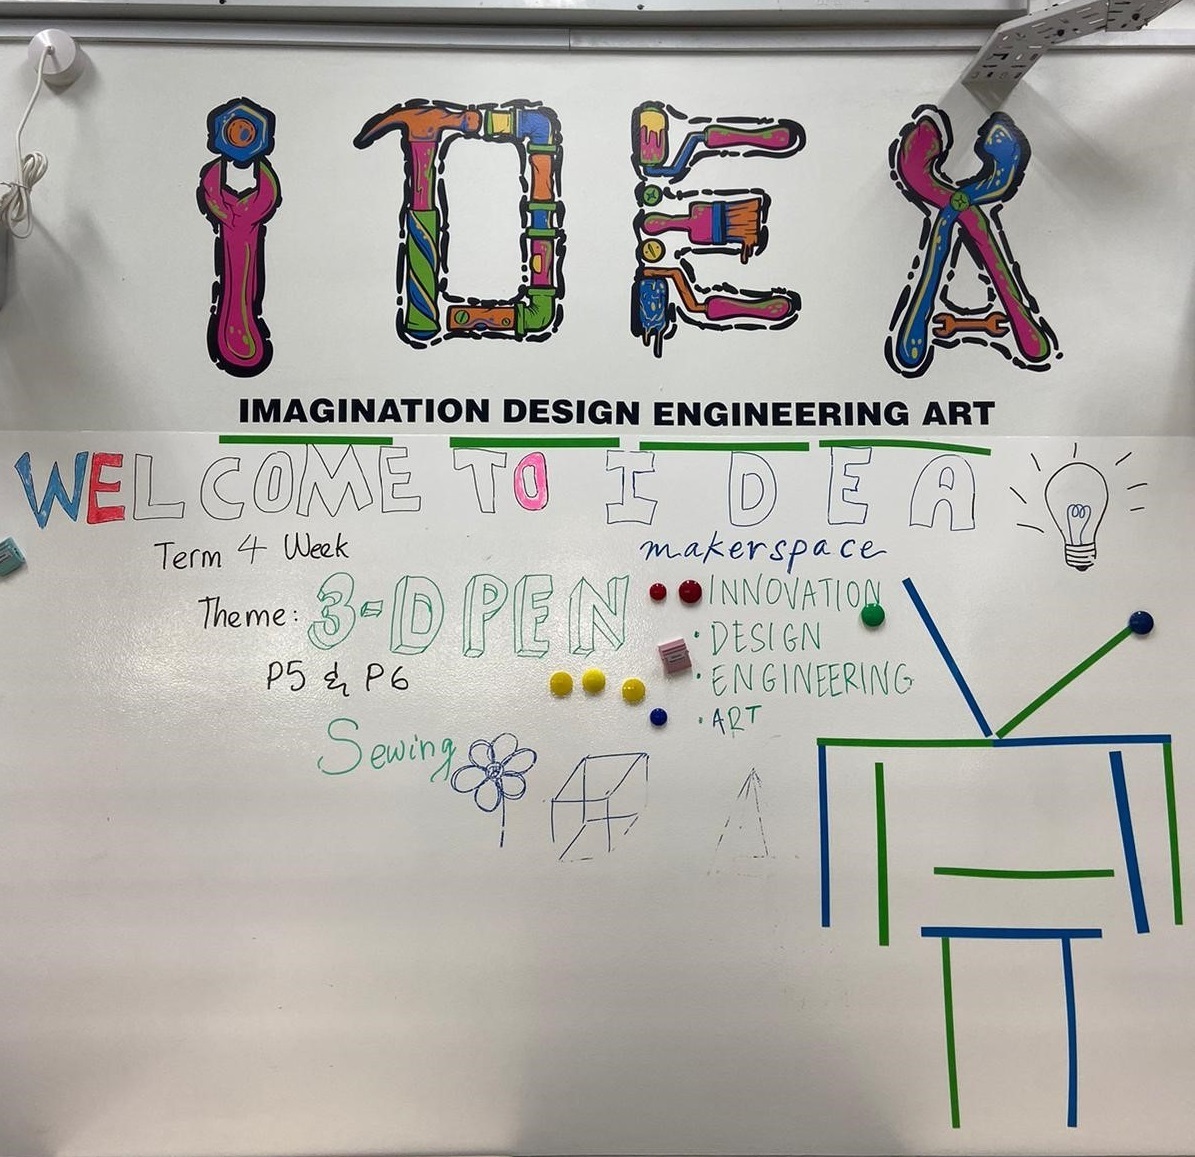 IDEA
IMAGINATION DESIGN ENGINEERING ART
WELCOME TO IDEA
Term 4 Week
makerspace
Theme: 3-D PEN
P5 & P6
Sewing
• INNOVATION
• DESIGN
• ENGINEERING
• ART